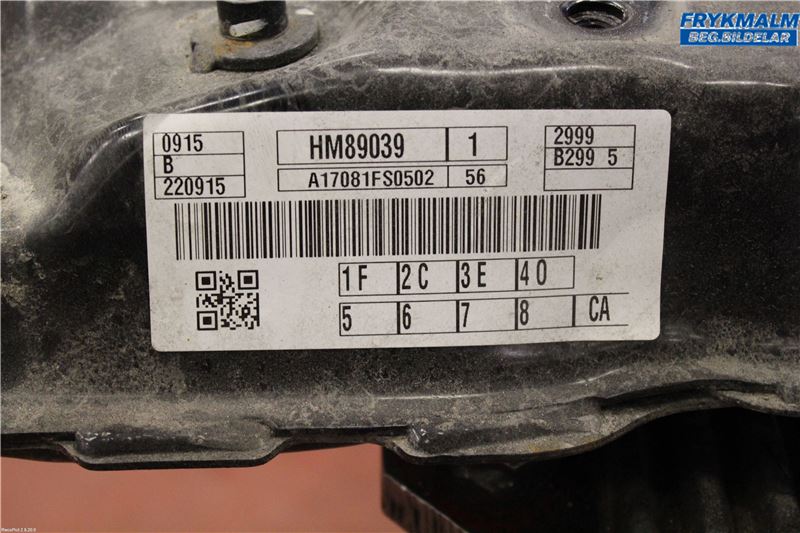 FRYKMALM
BEG.BILDELAR
0915
B
220915
HM89039 1
A17081FS0502 56
2999
B299 5
1F 2C 3E 40
5 6 7 8 CA